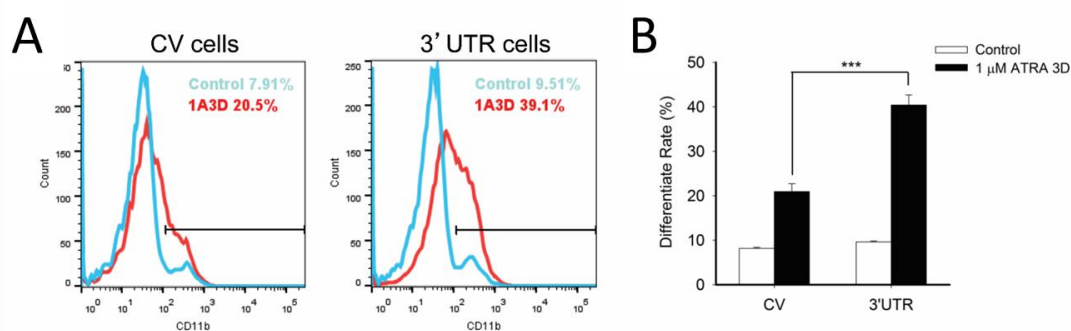 A
CV cells
3’ UTR cells
Control 7.91%
1A3D 20.5%
Control 9.51%
1A3D 39.1%
Count
200
150
100
50
0
10^0 10^1 10^2 10^3 10^4 10^5
CD11b
Count
250
200
150
100
50
0
10^0 10^1 10^2 10^3 10^4 10^5
CD11b
B
Control
1 μM ATRA 3D
***
Differentiate Rate (%)
50
40
30
20
10
0
CV 3'UTR